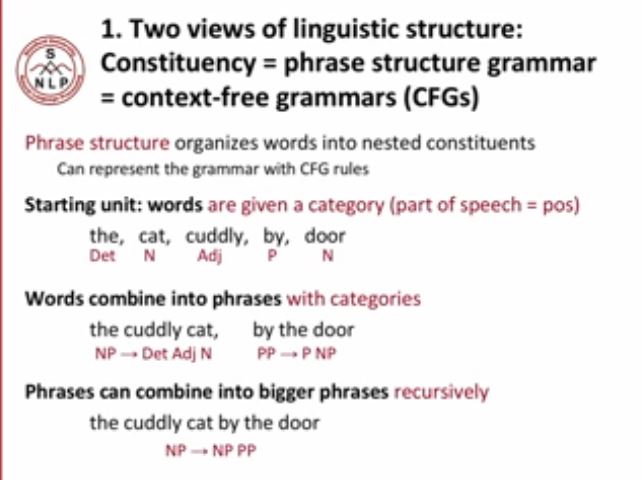 1. Two views of linguistic structure:
Constituency = phrase structure grammar
= context-free grammars (CFGs)
S
NLP
Phrase structure organizes words into nested constituents
Can represent the grammar with CFG rules
Starting unit: words are given a category (part of speech = pos)
the, cat, cuddly, by, door
Det N Adj P N
Words combine into phrases with categories
the cuddly cat, by the door
NP → Det Adj N PP → P NP
Phrases can combine into bigger phrases recursively
the cuddly cat by the door
NP → NP PP